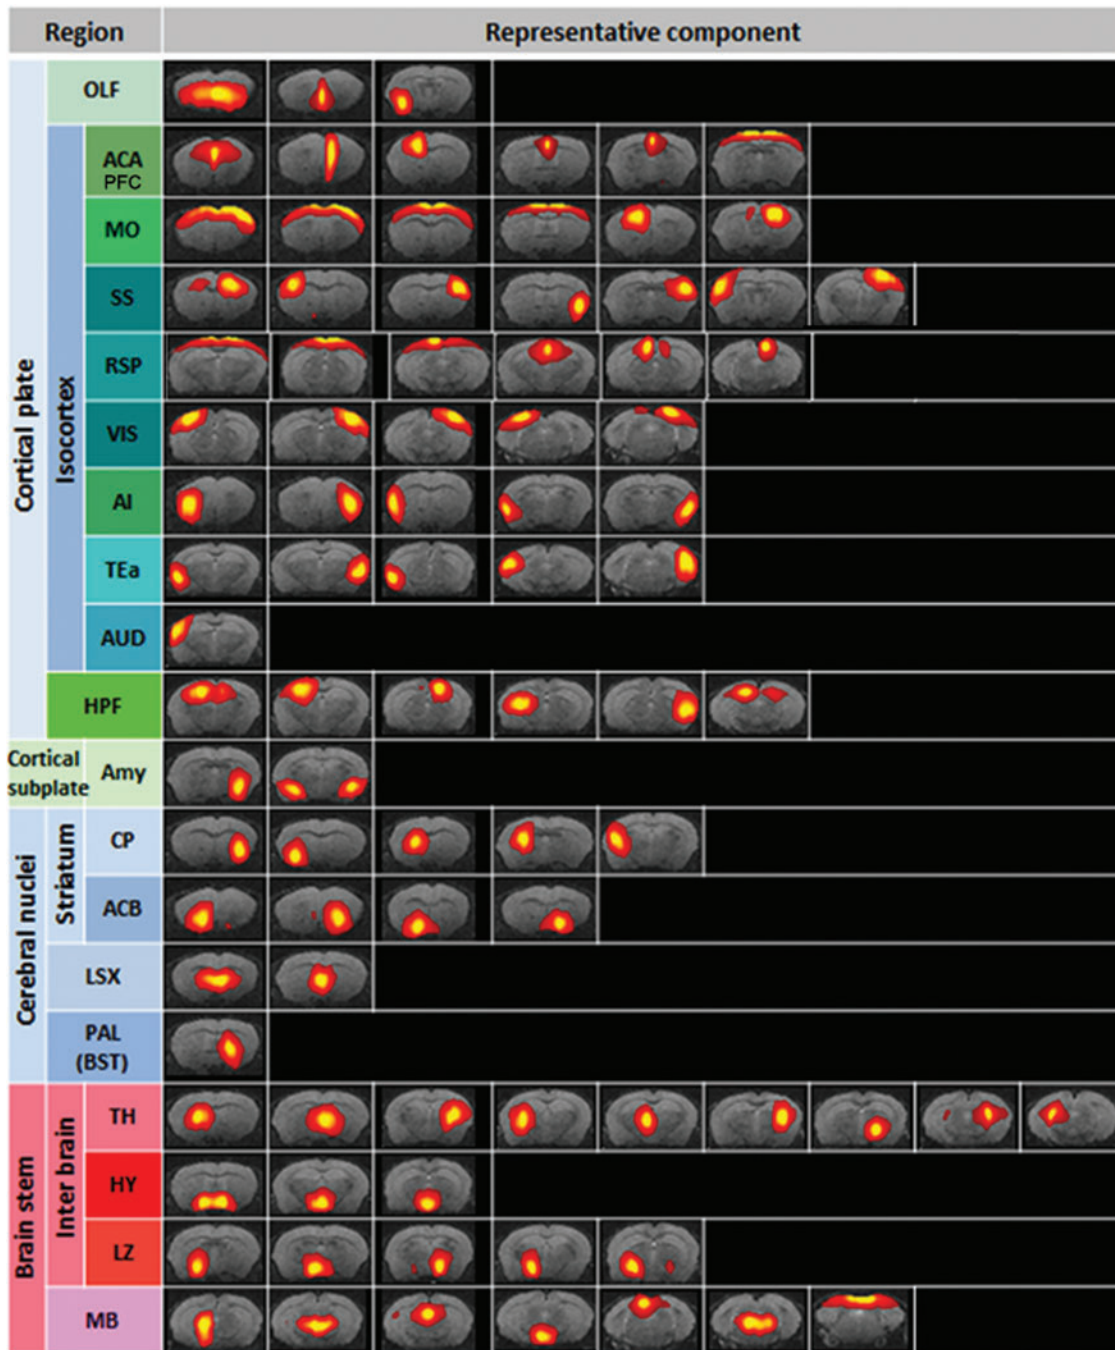 Region Representative component
Cortical plate
Isocortex
OLF
ACA
PFC
MO
SS
RSP
VIS
AI
TEa
AUD
HPF
Cortical
subplate
Amy
Cerebral nuclei
Striatum
CP
ACB
LSX
PAL
(BST)
Brain stem
Inter brain
TH
HY
LZ
MB